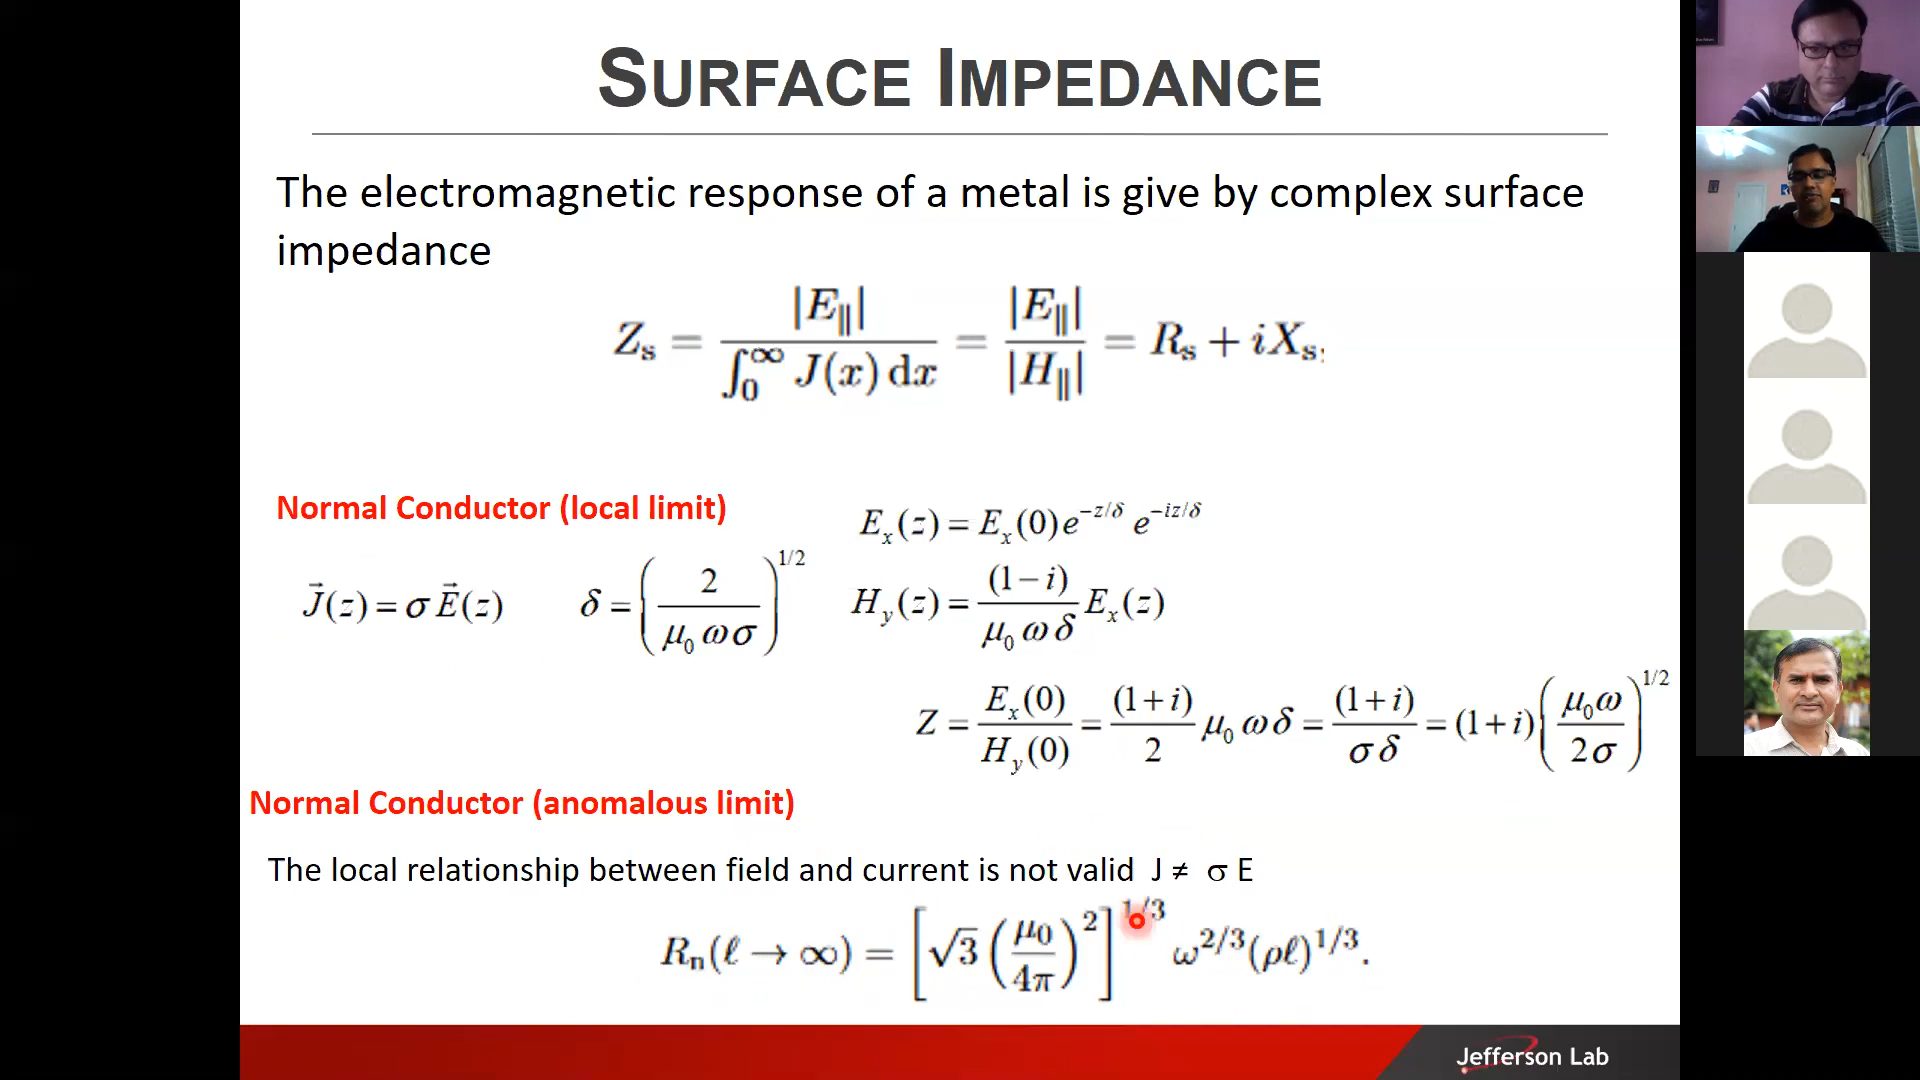 SURFACE IMPEDANCE
The electromagnetic response of a metal is give by complex surface
impedance
Z_s = |E_∥| / ∫_0^∞ J(x) dx = |E_∥| / |H_∥| = R_s + iX_s,
Normal Conductor (local limit)
E_x(z) = E_x(0) e^{-z/δ} e^{-iz/δ}
J⃗(z) = σ E⃗(z)  δ = (2 / μ_0 ω σ)^{1/2}  H_y(z) = (1 − i) / (μ_0 ω δ) E_x(z)
Z = E_x(0) / H_y(0) = (1 + i) / 2 μ_0 ω δ = (1 + i) / σ δ = (1 + i) (μ_0 ω / 2σ)^{1/2}
Normal Conductor (anomalous limit)
The local relationship between field and current is not valid J ≠ σ E
R_n(ℓ → ∞) = [√3 (μ_0 / 4π)^2]^{1/3} ω^{2/3} (ρℓ)^{1/3}.
Jefferson Lab